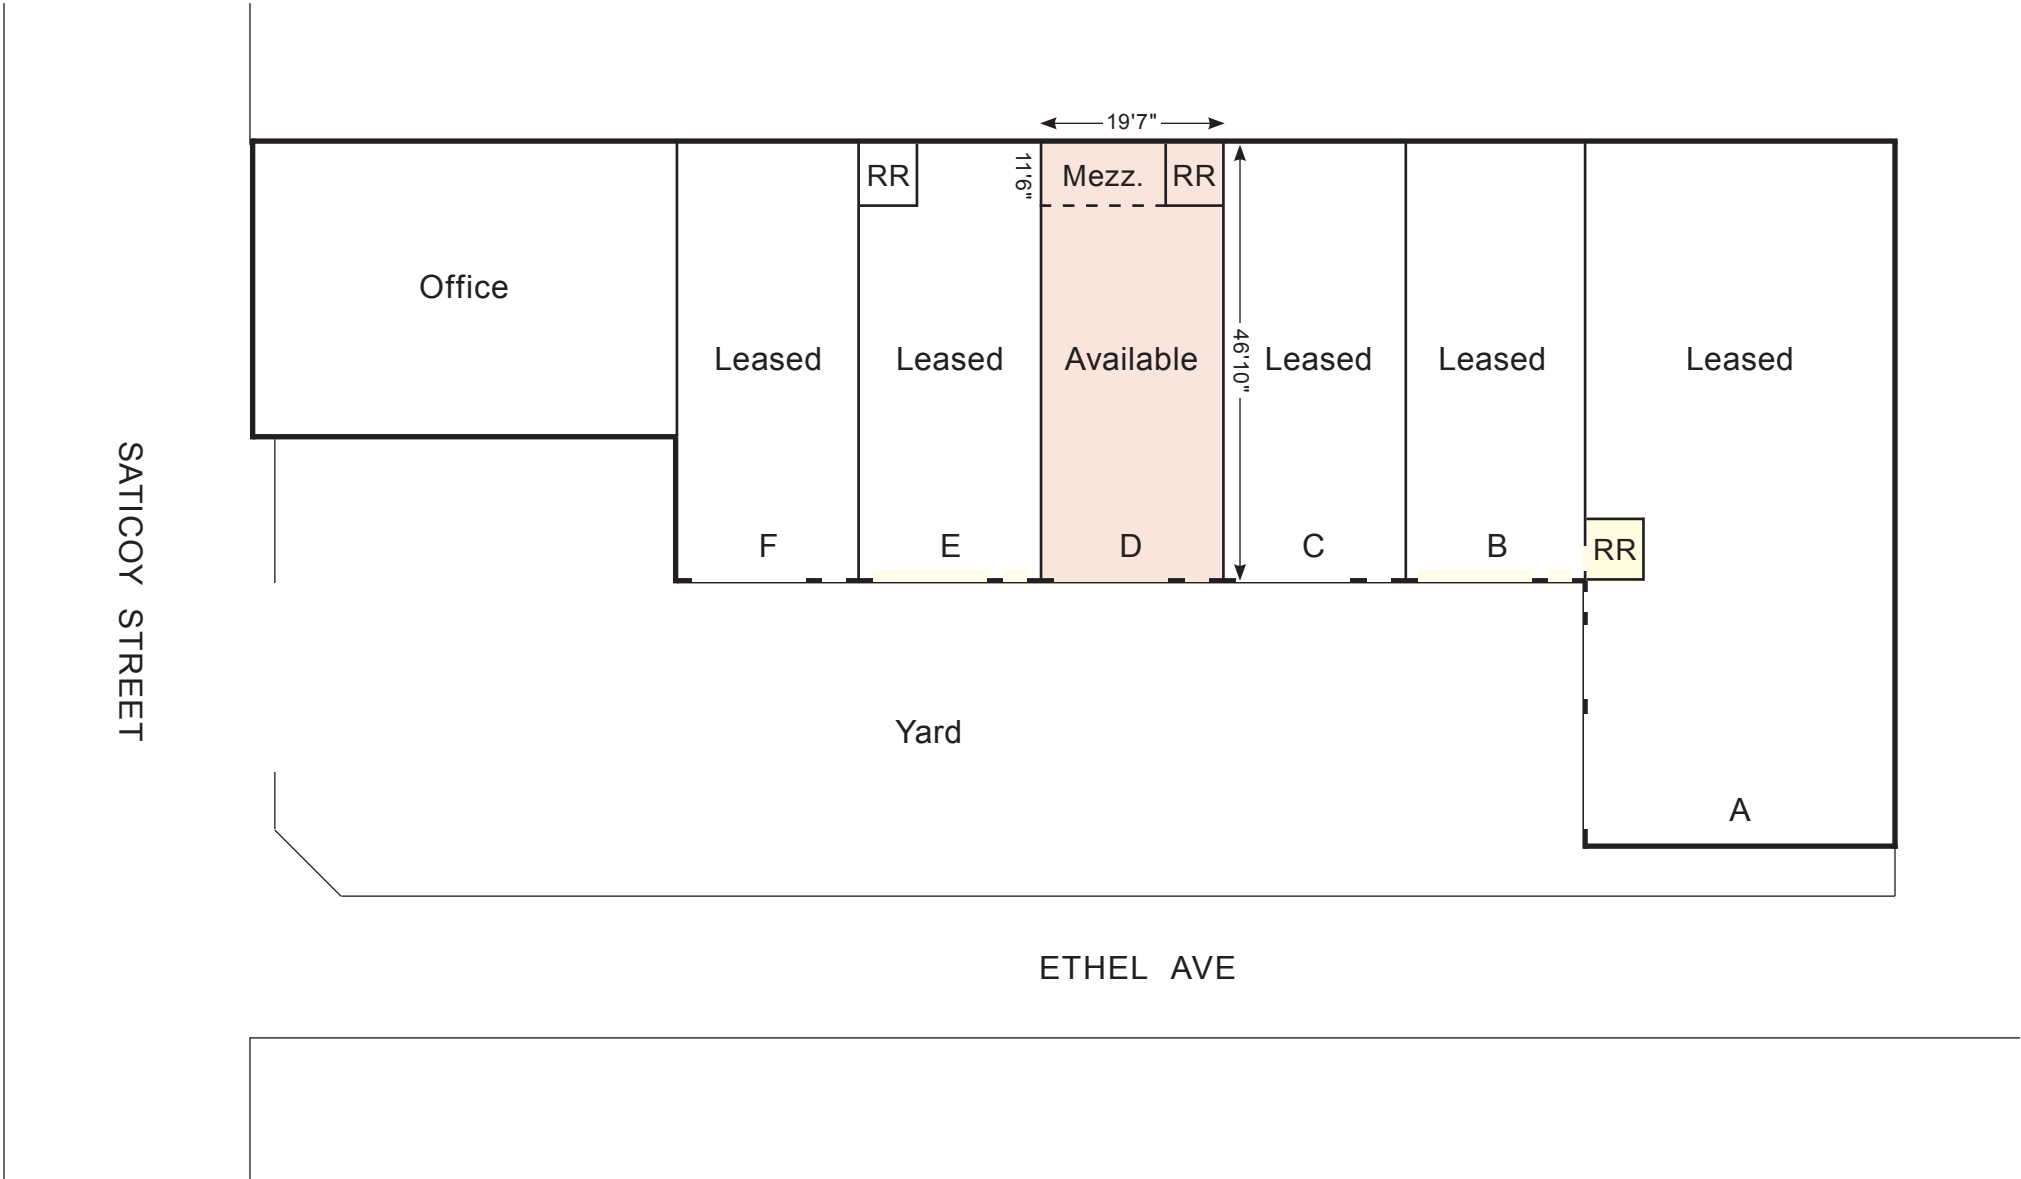 19'7"
RR
11'6"
Mezz.
RR
Office
Leased
Leased
Available
46'10"
Leased
Leased
Leased
SATICOY STREET
F
E
D
C
B
RR
Yard
A
ETHEL AVE